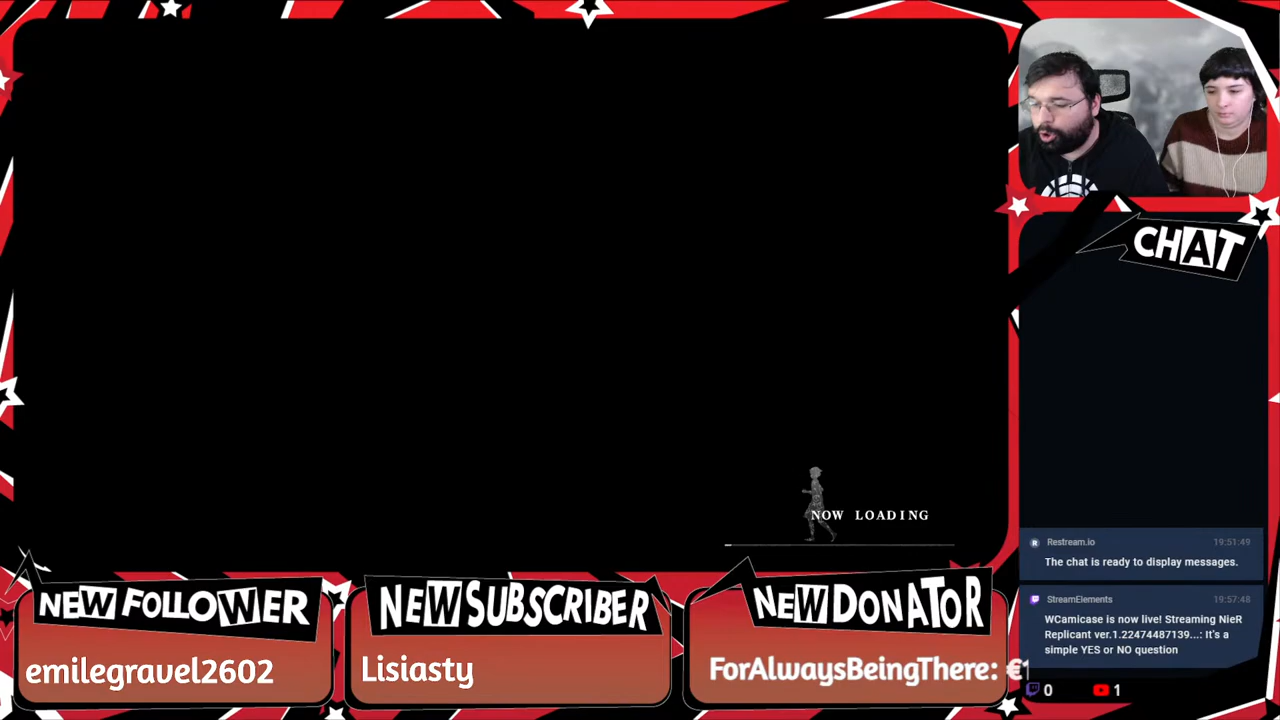 CHAT
NOW LOADING
Restream.io 19:51:49
The chat is ready to display messages.
StreamElements 19:57:48
WCam1case is now live! Streaming NieR
Replicant ver.1.22474487139...: It's a
simple YES or NO question
0 1
NEW FOLLOWER
emilegravel2602
NEW SUBSCRIBER
Lisiasty
NEW DONATOR
ForAlwaysBeingThere: €1